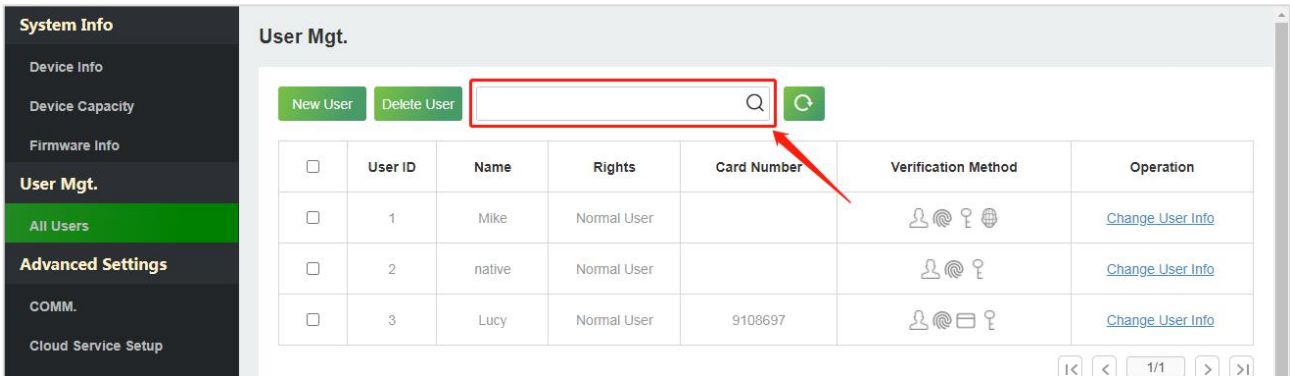 System Info
Device Info
Device Capacity
Firmware Info
User Mgt.
All Users
Advanced Settings
COMM.
Cloud Service Setup
User Mgt.
New User Delete User
User ID Name Rights Card Number Verification Method Operation
1 Mike Normal User Change User Info
2 native Normal User Change User Info
3 Lucy Normal User 9108697 Change User Info
1/1